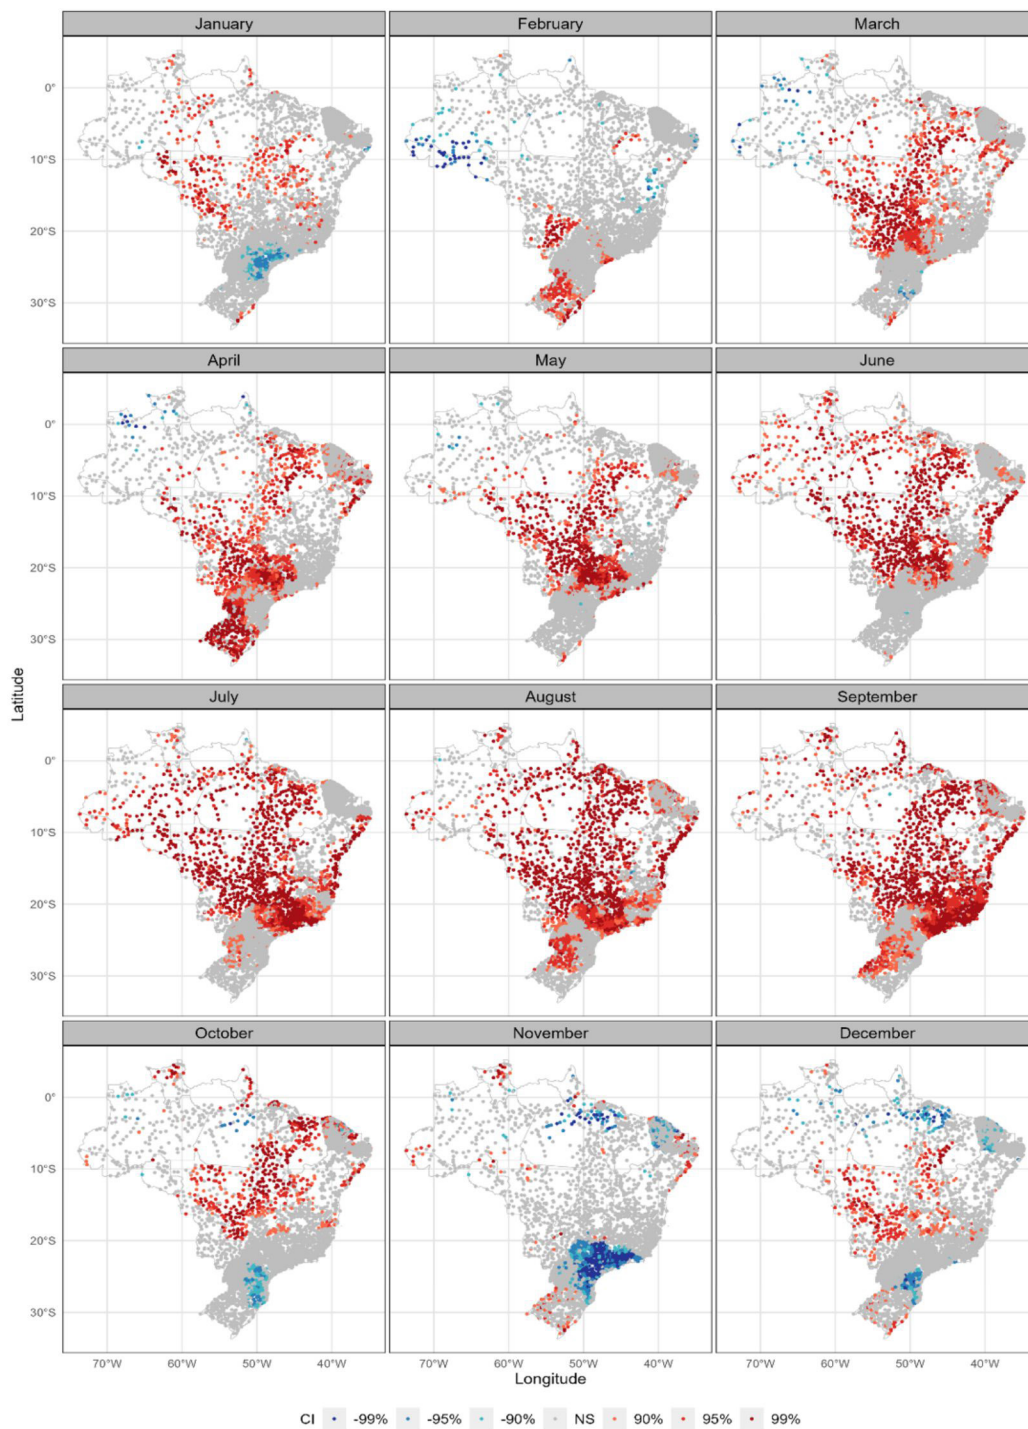 January February March
0°
10°S
20°S
30°S
April May June
0°
10°S
20°S
30°S
Latitude
July August September
0°
10°S
20°S
30°S
October November December
0°
10°S
20°S
30°S
70°W 60°W 50°W 40°W 70°W 60°W 50°W 40°W 70°W 60°W 50°W 40°W
Longitude
CI -99% -95% -90% NS 90% 95% 99%